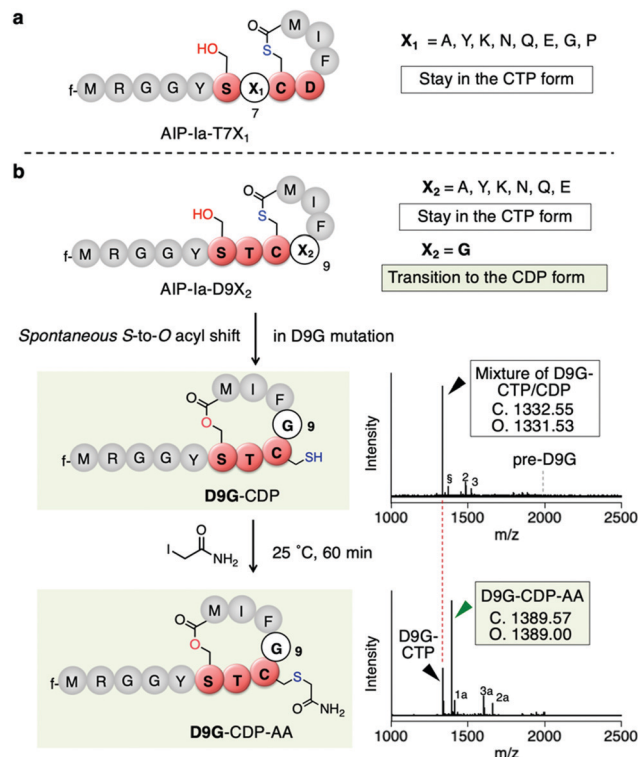 a
O M I F
HO S
X₁ = A, Y, K, N, Q, E, G, P
Stay in the CTP form
f- M R G G Y S X₁ C D
7
AIP-Ia-T7X₁
b
O M I F
HO S
X₂ = A, Y, K, N, Q, E
Stay in the CTP form
f- M R G G Y S T C X₂
9
X₂ = G
AIP-Ia-D9X₂
Transition to the CDP form
Spontaneous S-to-O acyl shift in D9G mutation
O M I F
O G 9
f- M R G G Y S T C SH
D9G-CDP
Intensity
Mixture of D9G-
CTP/CDP
C. 1332.55
O. 1331.53
pre-D9G
§ 2 3
1000 1500 2000 2500
m/z
I O NH₂
25 ˚C, 60 min
O M I F
O G 9
f- M R G G Y S T C S
O NH₂
D9G-CDP-AA
Intensity
D9G-CDP-AA
C. 1389.57
O. 1389.00
D9G-
CTP
1a 3a 2a
1000 1500 2000 2500
m/z